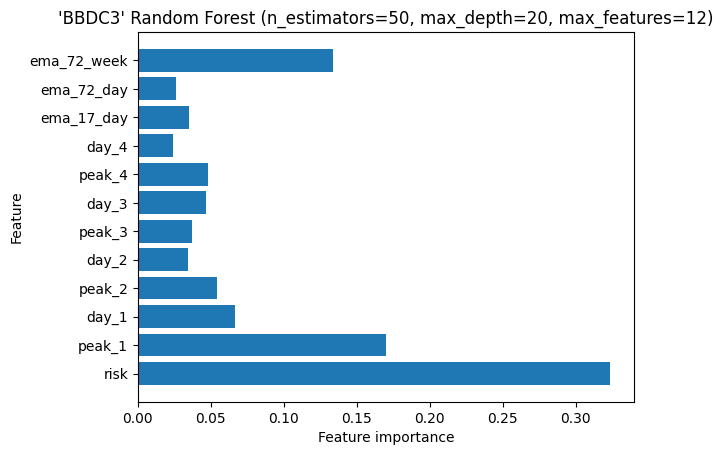 'BBDC3' Random Forest (n_estimators=50, max_depth=20, max_features=12)
ema_72_week
ema_72_day
ema_17_day
day_4
peak_4
day_3
peak_3
day_2
peak_2
day_1
peak_1
risk
Feature
0.00 0.05 0.10 0.15 0.20 0.25 0.30
Feature importance